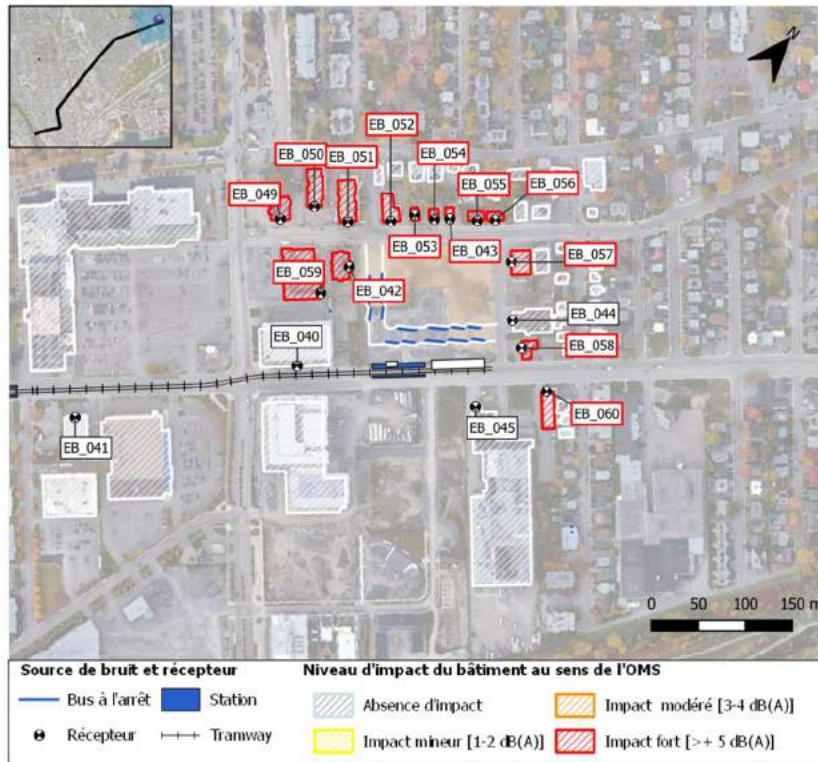 N
EB_052
EB_050
EB_051
EB_054
EB_055
EB_056
EB_049
EB_053
EB_043
EB_057
EB_059
EB_042
EB_044
EB_040
EB_058
EB_060
EB_045
EB_041
0 50 100 150 m
Source de bruit et récepteur
Bus à l'arrêt
Station
Récepteur
Tramway
Niveau d'impact du bâtiment au sens de l'OMS
Absence d'impact
Impact modéré [3-4 dB(A)]
Impact mineur [1-2 dB(A)]
Impact fort [>+ 5 dB(A)]